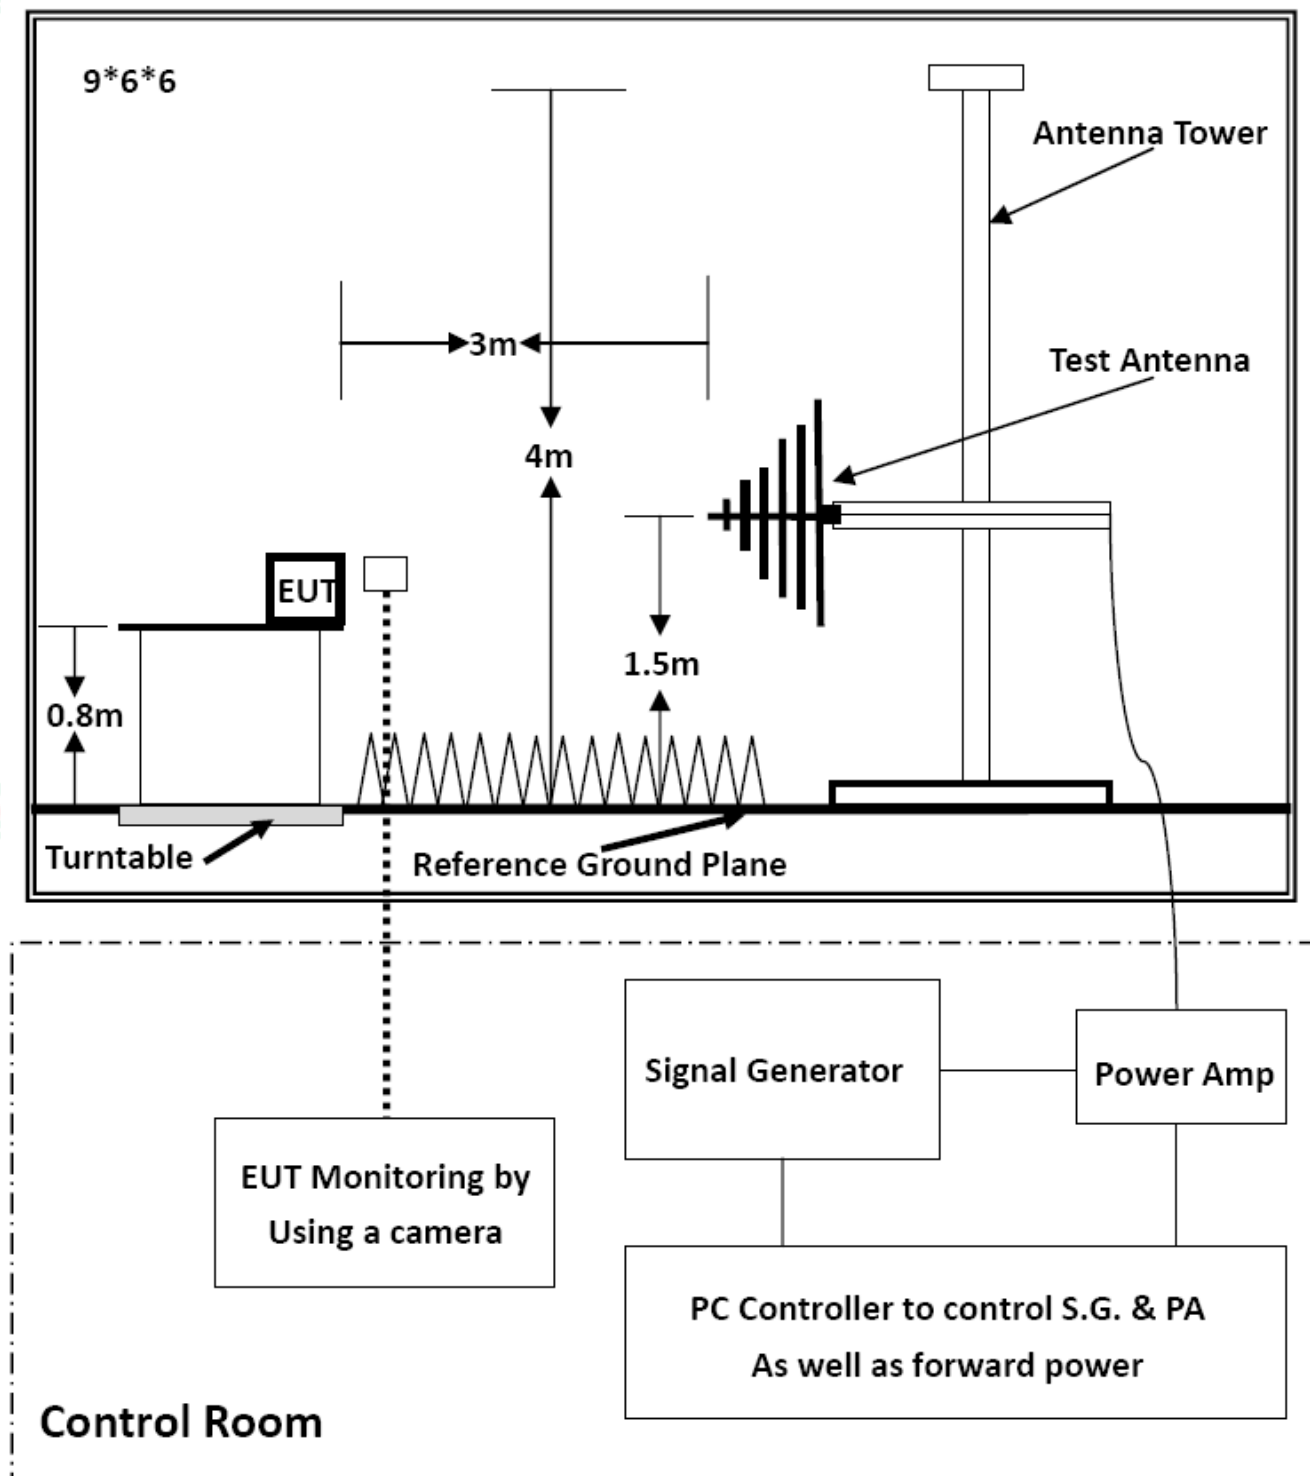 9*6*6
Antenna Tower
3m
Test Antenna
4m
EUT
1.5m
0.8m
Turntable
Reference Ground Plane
Signal Generator
Power Amp
EUT Monitoring by
Using a camera
PC Controller to control S.G. & PA
As well as forward power
Control Room